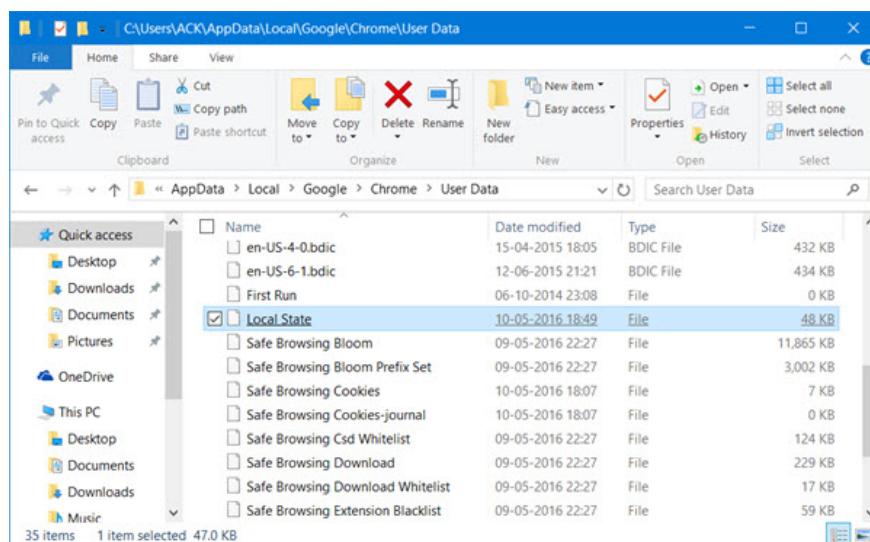 C:\Users\ACK\AppData\Local\Google\Chrome\User Data
File Home Share View
Pin to Quick access
Copy
Paste
Cut
Copy path
Paste shortcut
Clipboard
Move to
Copy to
Delete
Rename
Organize
New folder
New item
Easy access
New
Properties
Open
Edit
History
Open
Select all
Select none
Invert selection
Select
« AppData > Local > Google > Chrome > User Data
Search User Data
Quick access
Desktop
Downloads
Documents
Pictures
OneDrive
This PC
Desktop
Documents
Downloads
Music
Name Date modified Type Size
en-US-4-0.bdic 15-04-2015 18:05 BDIC File 432 KB
en-US-6-1.bdic 12-06-2015 21:21 BDIC File 434 KB
First Run 06-10-2014 23:08 File 0 KB
Local State 10-05-2016 18:49 File 48 KB
Safe Browsing Bloom 09-05-2016 22:27 File 11,865 KB
Safe Browsing Bloom Prefix Set 09-05-2016 22:27 File 3,002 KB
Safe Browsing Cookies 10-05-2016 18:07 File 7 KB
Safe Browsing Cookies-journal 10-05-2016 18:07 File 0 KB
Safe Browsing Csd Whitelist 09-05-2016 22:27 File 124 KB
Safe Browsing Download 09-05-2016 22:27 File 229 KB
Safe Browsing Download Whitelist 09-05-2016 22:27 File 17 KB
Safe Browsing Extension Blacklist 09-05-2016 22:27 File 59 KB
35 items 1 item selected 47.0 KB